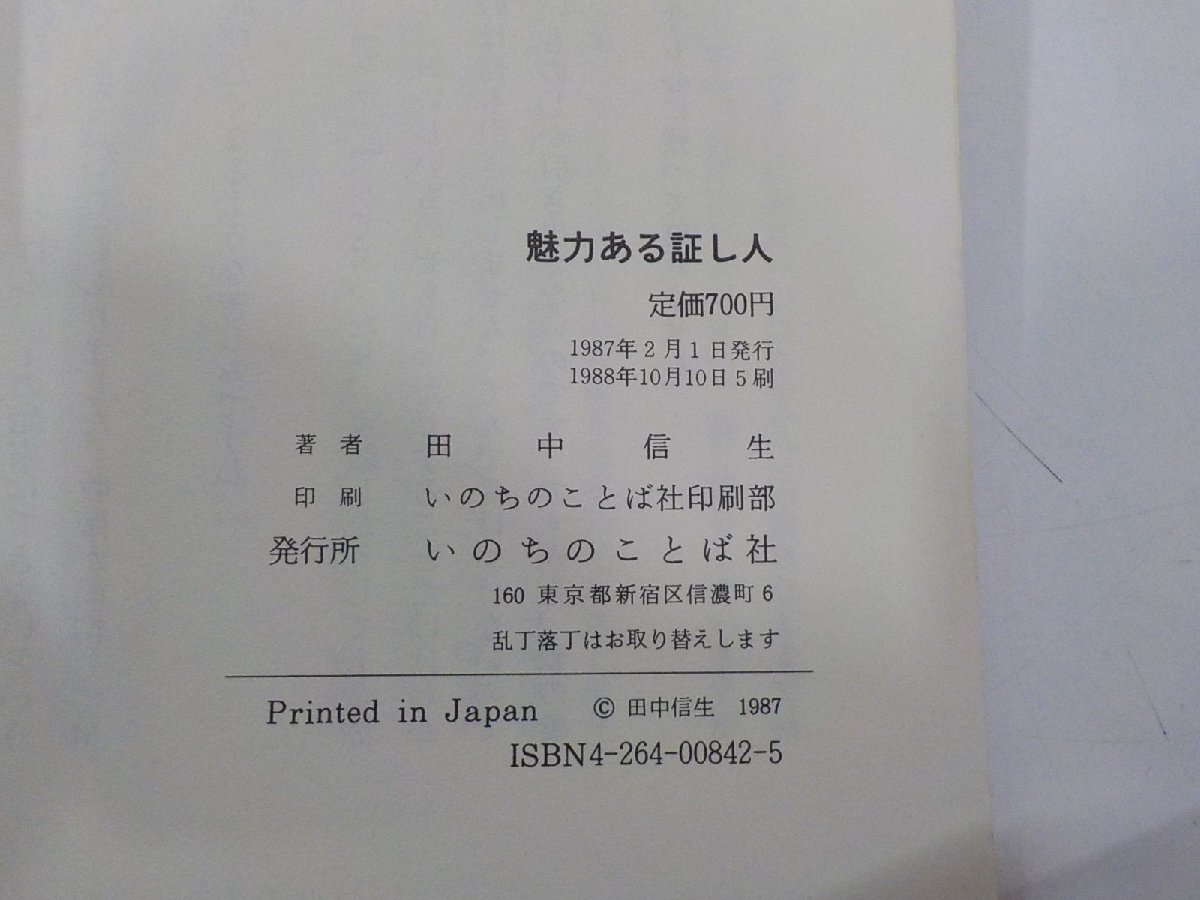 魅力ある証し人
定価700円
1987年2月1日発行
1988年10月10日5刷
著者 田中信生
印刷 いのちのことば社印刷部
発行所 いのちのことば社
160 東京都新宿区信濃町6
乱丁落丁はお取り替えします
Printed in Japan © 田中信生 1987
ISBN4-264-00842-5